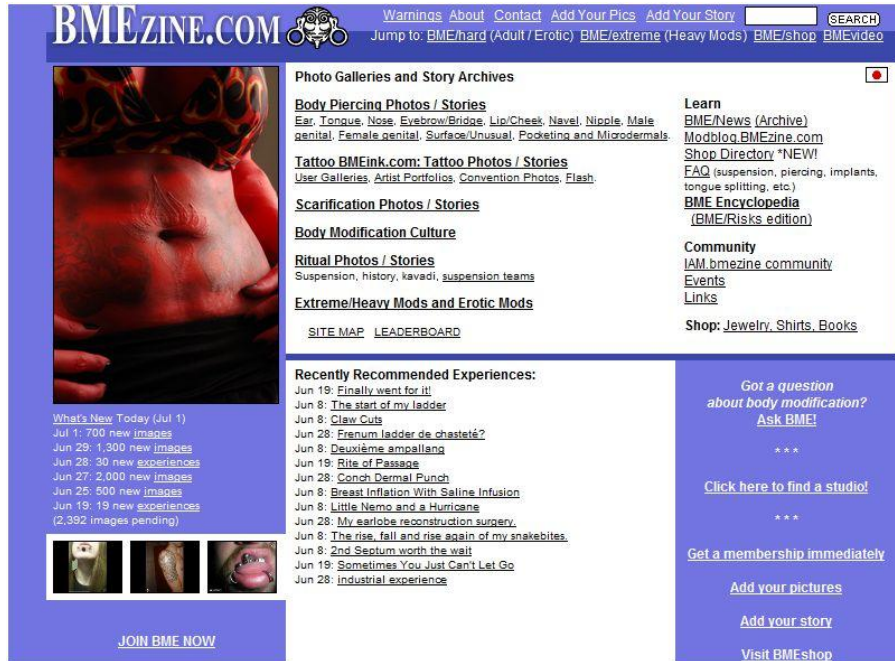 BMEZINE.COM
Warnings About Contact Add Your Pics Add Your Story SEARCH
Jump to: BME/hard (Adult / Erotic) BME/extreme (Heavy Mods) BME/shop BMEvideo
Photo Galleries and Story Archives
Body Piercing Photos / Stories
Ear, Tongue, Nose, Eyebrow/Bridge, Lip/Cheek, Navel, Nipple, Male
genital, Female genital, Surface/Unusual, Pocketing and Microdermals.
Tattoo BMEink.com: Tattoo Photos / Stories
User Galleries, Artist Portfolios, Convention Photos, Flash.
Scarification Photos / Stories
Body Modification Culture
Ritual Photos / Stories
Suspension, history, kavadi, suspension teams
Extreme/Heavy Mods and Erotic Mods
SITE MAP LEADERBOARD
Learn
BME/News (Archive)
Modblog.BMEzine.com
Shop Directory *NEW!
FAQ (suspension, piercing, implants,
tongue splitting, etc.)
BME Encyclopedia
(BME/Risks edition)
Community
IAM.bmezine community
Events
Links
Shop: Jewelry, Shirts, Books
What's New Today (Jul 1)
Jul 1: 700 new images
Jun 29: 1,300 new images
Jun 28: 30 new experiences
Jun 27: 2,000 new images
Jun 25: 500 new images
Jun 19: 19 new experiences
(2,392 images pending)
JOIN BME NOW
Recently Recommended Experiences:
Jun 19: Finally went for it!
Jun 8: The start of my ladder
Jun 8: Claw Cuts
Jun 28: Frenum ladder de chasteté?
Jun 8: Deuxième ampallang
Jun 19: Rite of Passage
Jun 28: Conch Dermal Punch
Jun 8: Breast Inflation With Saline Infusion
Jun 8: Little Nemo and a Hurricane
Jun 28: My earlobe reconstruction surgery.
Jun 8: The rise, fall and rise again of my snakebites.
Jun 8: 2nd Septum worth the wait
Jun 19: Sometimes You Just Can't Let Go
Jun 28: industrial experience
Got a question
about body modification?
Ask BME!
* * *
Click here to find a studio!
* * *
Get a membership immediately
Add your pictures
Add your story
Visit BMEshop